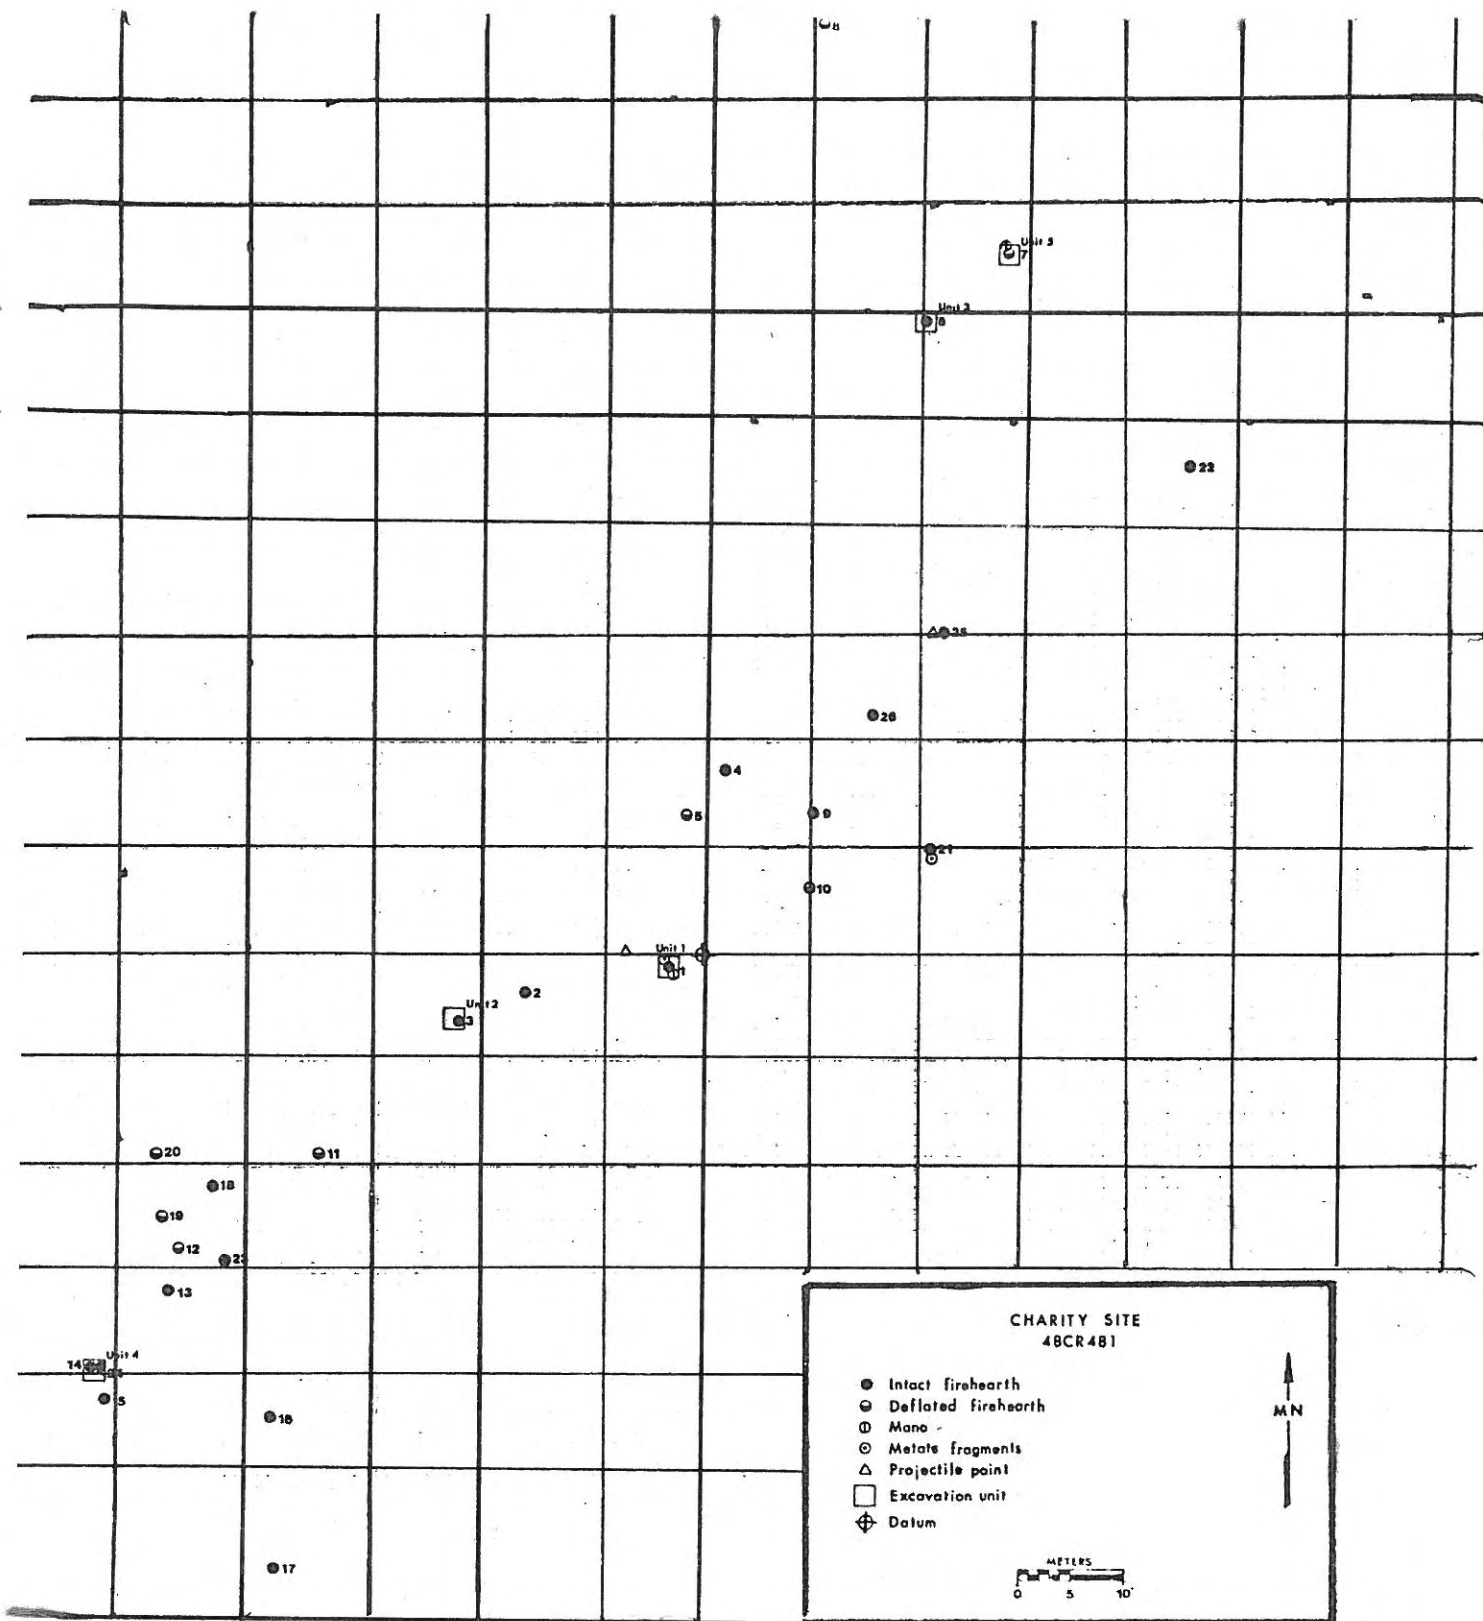 8
Unit 5
7
Unit 3
6
22
25
26
4
5
9
21
10
Unit 1
1
2
Unit 2
3
20
11
18
19
12
23
13
Unit 4
14
16
17
CHARITY SITE
48CR481
Intact firehearth
Deflated firehearth
Mano
Metate fragments
Projectile point
Excavation unit
Datum
MN
METERS
0 5 10